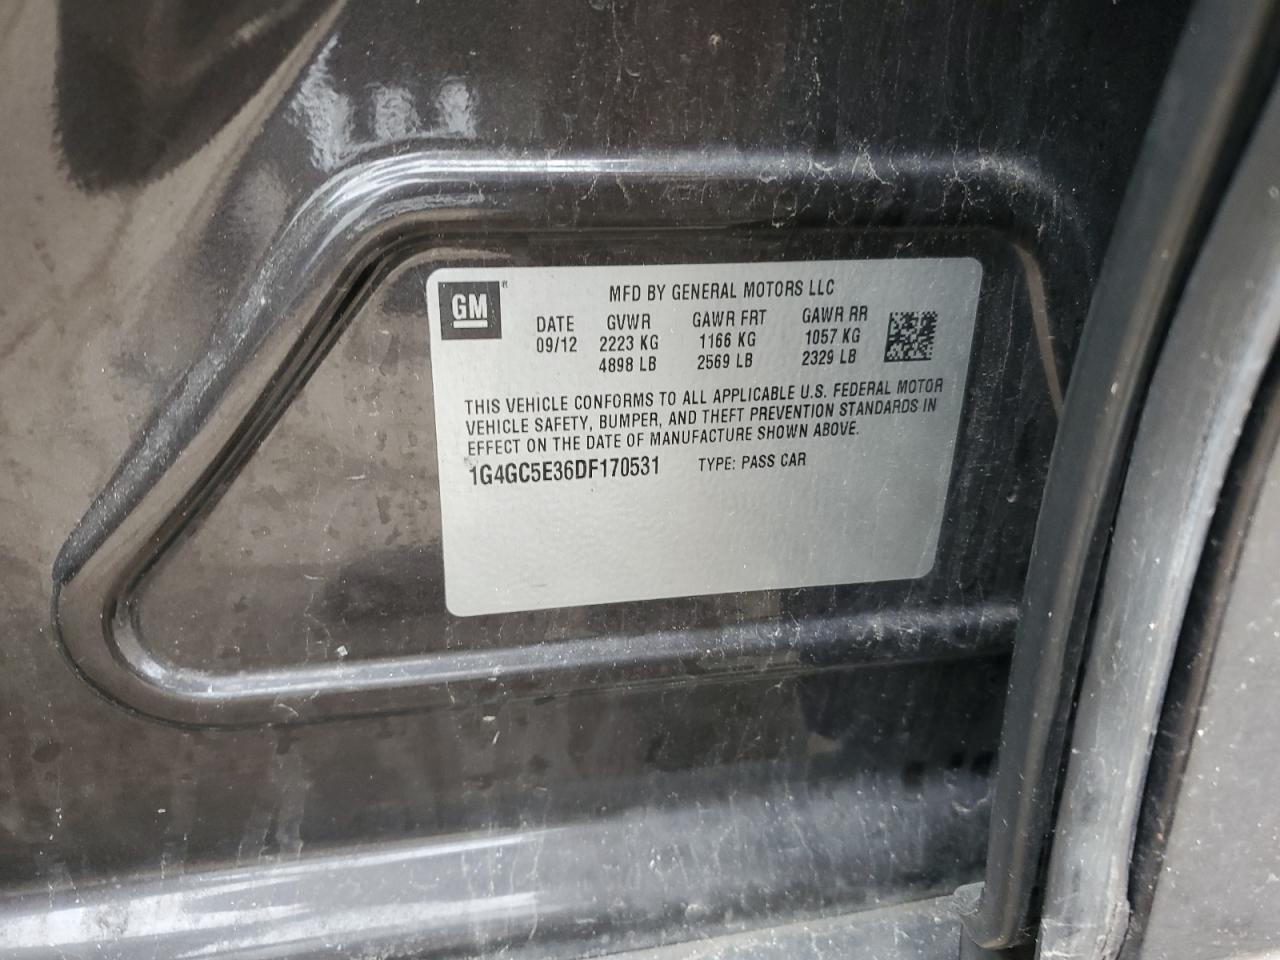 GM ®
MFD BY GENERAL MOTORS LLC
DATE GVWR GAWR FRT GAWR RR
09/12 2223 KG 1166 KG 1057 KG
4898 LB 2569 LB 2329 LB
THIS VEHICLE CONFORMS TO ALL APPLICABLE U.S. FEDERAL MOTOR
VEHICLE SAFETY, BUMPER, AND THEFT PREVENTION STANDARDS IN
EFFECT ON THE DATE OF MANUFACTURE SHOWN ABOVE.
1G4GC5E36DF170531 TYPE: PASS CAR